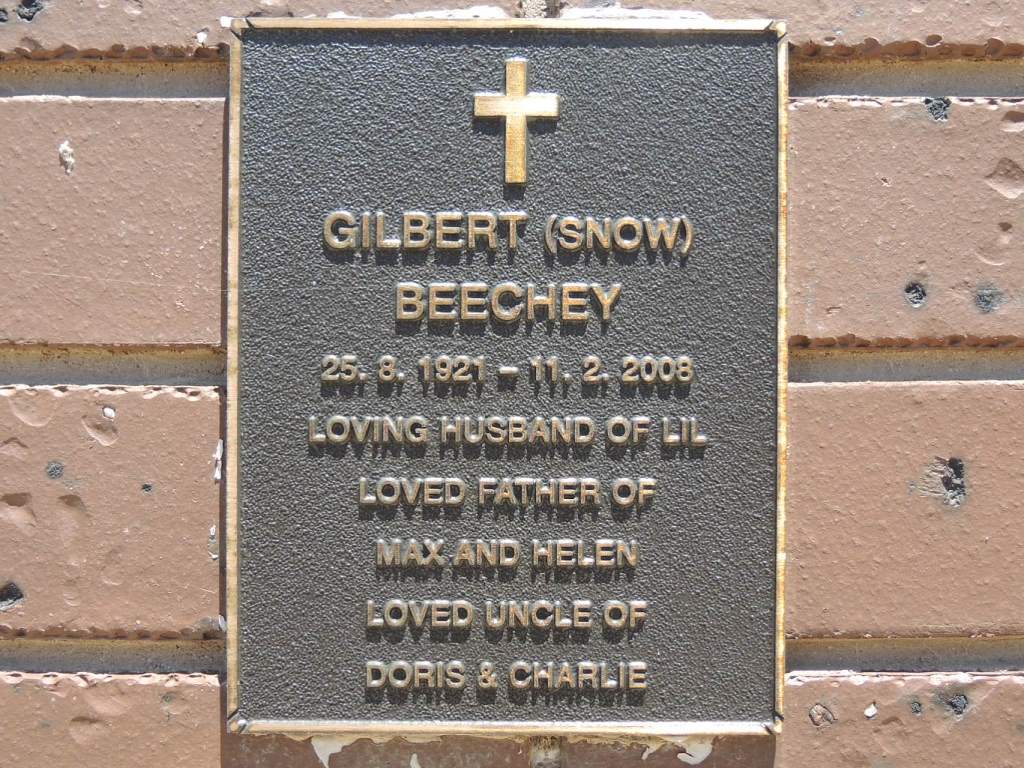 GILBERT (SNOW)
BEECHEY
25. 8. 1921 - 11. 2. 2008
LOVING HUSBAND OF LIL
LOVED FATHER OF
MAX AND HELEN
LOVED UNCLE OF
DORIS & CHARLIE